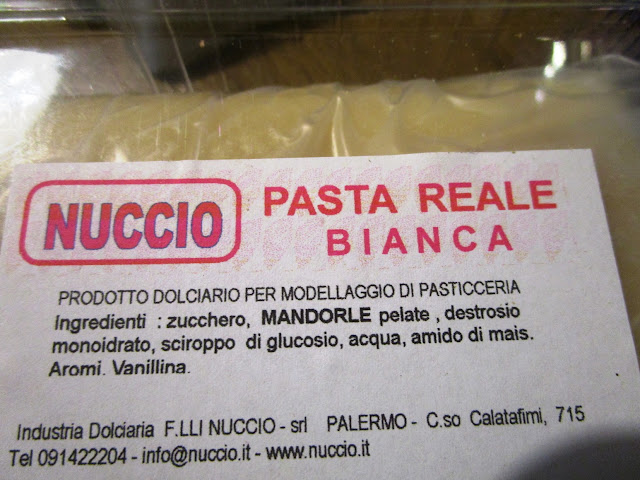 NUCCIO
PASTA REALE
BIANCA
PRODOTTO DOLCIARIO PER MODELLAGGIO DI PASTICCERIA
Ingredienti : zucchero, MANDORLE pelate , destrosio
monoidrato, sciroppo di glucosio, acqua, amido di mais.
Aromi. Vanillina.
Industria Dolciaria F.LLI NUCCIO - srl PALERMO - C.so Calatafimi, 715
Tel 091422204 - info@nuccio.it - www.nuccio.it